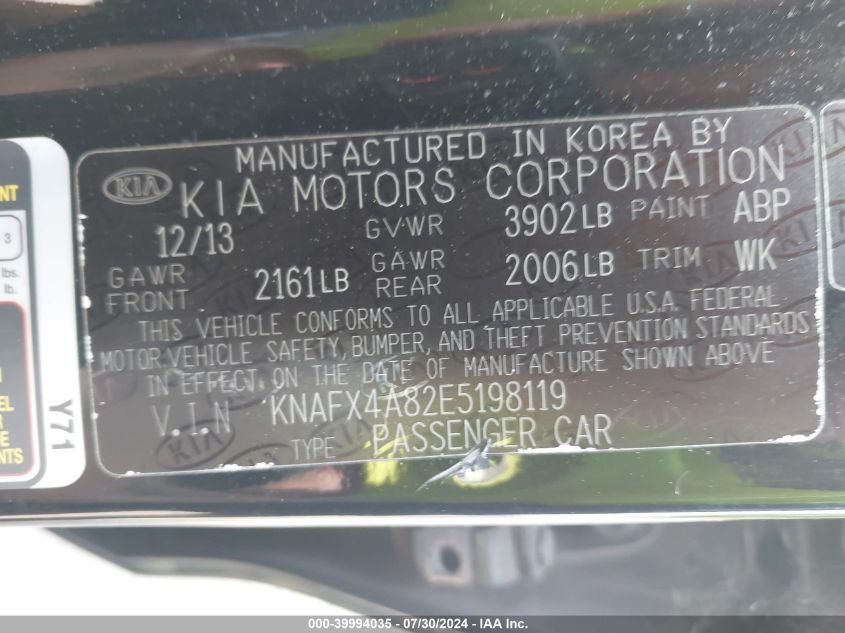 MANUFACTURED IN KOREA BY
KIA KIA MOTORS CORPORATION
12/13 GVWR 3902LB PAINT ABP
GAWR FRONT 2161LB GAWR REAR 2006LB TRIM WK
THIS VEHICLE CONFORMS TO ALL APPLICABLE U.S.A. FEDERAL
MOTOR VEHICLE SAFETY, BUMPER, AND THEFT PREVENTION STANDARDS
IN EFFECT ON THE DATE OF MANUFACTURE SHOWN ABOVE
V.I.N KNAFX4A82E5198119
TYPE PASSENGER CAR
3
lbs.
lb.
Y71
000-39994035 - 07/30/2024 - IAA Inc.